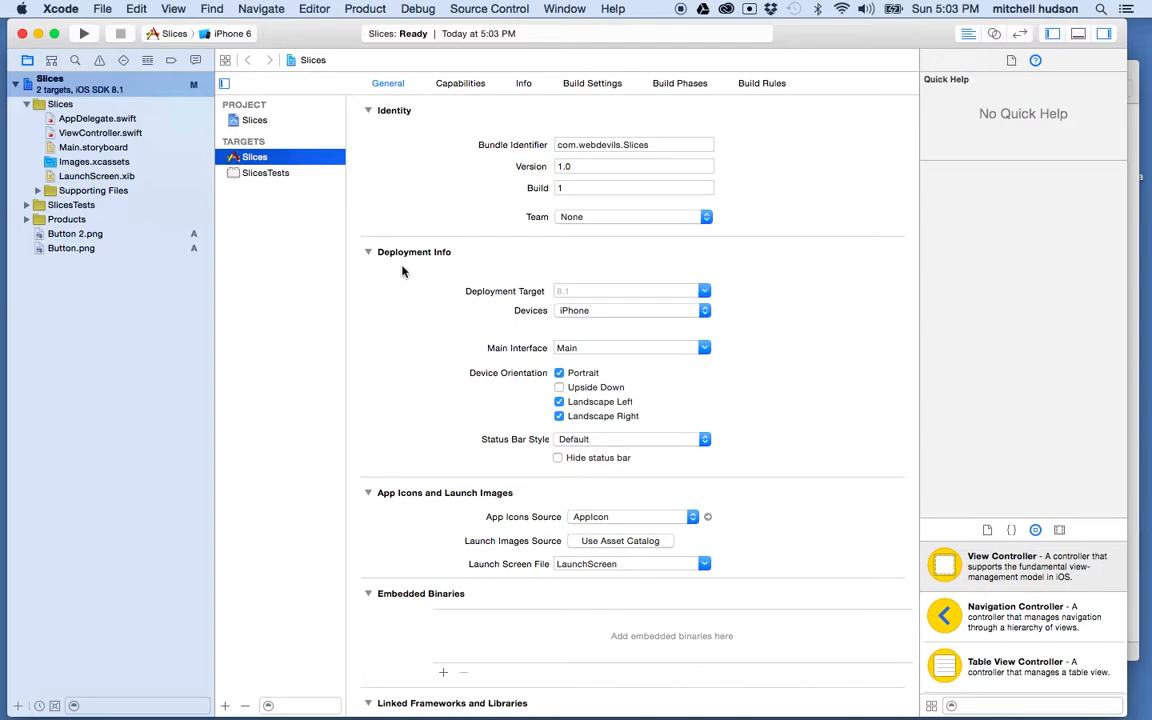 Xcode File Edit View Find Navigate Editor Product Debug Source Control Window Help Sun 5:03 PM mitchell hudson
Slices iPhone 6 Slices: Ready Today at 5:03 PM
Slices
2 targets, iOS SDK 8.1 M
Slices
AppDelegate.swift
ViewController.swift
Main.storyboard
Images.xcassets
LaunchScreen.xib
Supporting Files
SlicesTests
Products
Button 2.png A
Button.png A
Slices
General Capabilities Info Build Settings Build Phases Build Rules
PROJECT
Slices
TARGETS
Slices
SlicesTests
Identity
Bundle Identifier com.webdevils.Slices
Version 1.0
Build 1
Team None
Deployment Info
Deployment Target 8.1
Devices iPhone
Main Interface Main
Device Orientation Portrait
Upside Down
Landscape Left
Landscape Right
Status Bar Style Default
Hide status bar
App Icons and Launch Images
App Icons Source AppIcon
Launch Images Source Use Asset Catalog
Launch Screen File LaunchScreen
Embedded Binaries
Add embedded binaries here
Linked Frameworks and Libraries
Quick Help
No Quick Help
View Controller - A controller that
supports the fundamental view-
management model in iOS.
Navigation Controller - A
controller that manages navigation
through a hierarchy of views.
Table View Controller - A
controller that manages a table view.